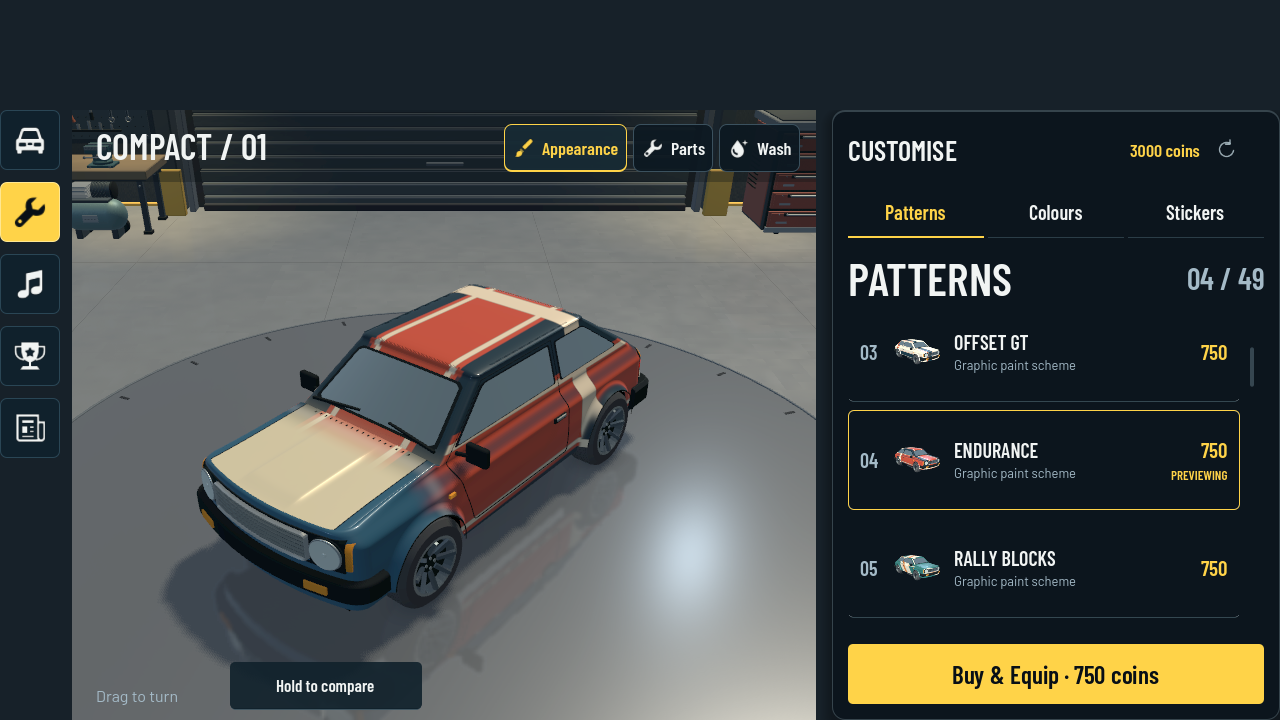 COMPACT / 01
Appearance
Parts
Wash
Drag to turn
Hold to compare
CUSTOMISE
3000 coins
Patterns
Colours
Stickers
PATTERNS
04 / 49
03
OFFSET GT
Graphic paint scheme
750
04
ENDURANCE
Graphic paint scheme
750
PREVIEWING
05
RALLY BLOCKS
Graphic paint scheme
750
Buy & Equip · 750 coins